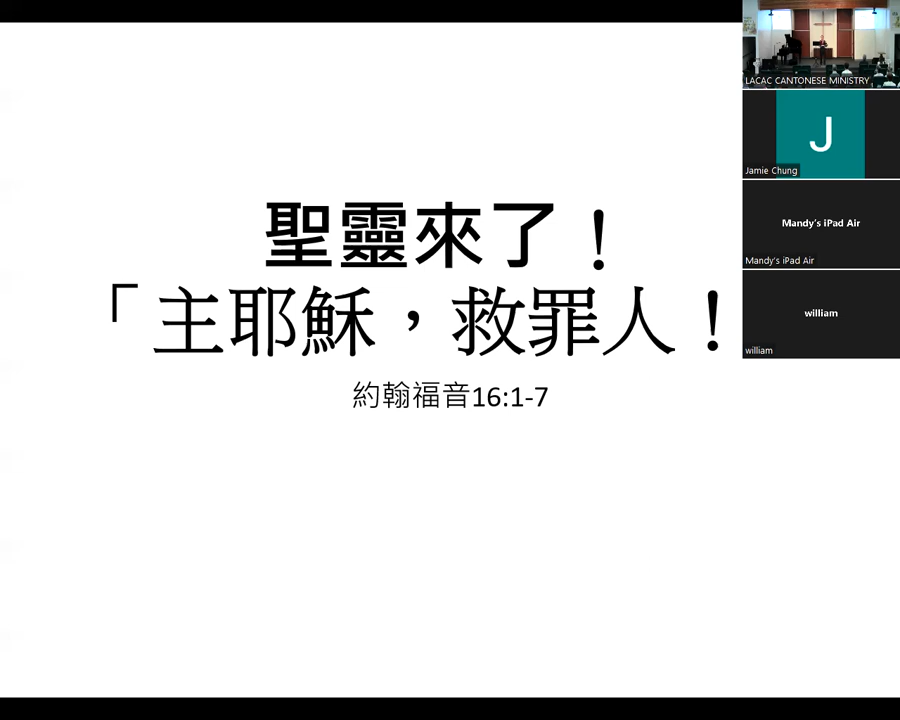 聖靈來了！
「主耶穌，救罪人！
約翰福音16:1-7
LACAC CANTONESE MINISTRY
J
Jamie Chung
Mandy's iPad Air
Mandy's iPad Air
william
william